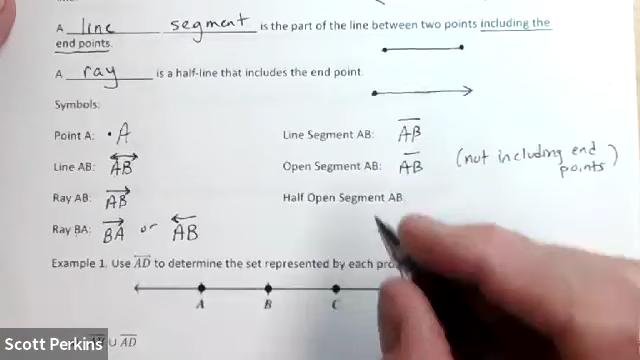 A line segment is the part of the line between two points including the
end points.
A ray is a half-line that includes the end point.
Symbols:
Point A: • A
Line Segment AB: AB
Line AB: AB
Open Segment AB: AB (not including end
points)
Ray AB: AB
Half Open Segment AB
Ray BA: BA or AB
Example 1. Use AD to determine the set represented by each
A B C
Scott Perkins
∪ AD